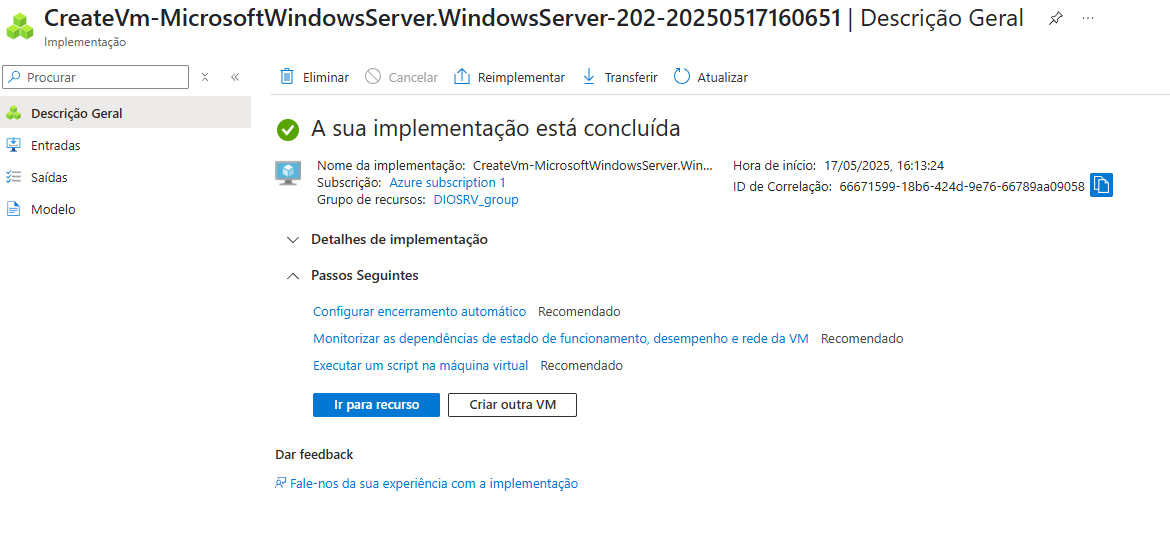 CreateVm-MicrosoftWindowsServer.WindowsServer-202-20250517160651 | Descrição Geral
Implementação
Procurar
Eliminar Cancelar Reimplementar Transferir Atualizar
Descrição Geral
Entradas
Saídas
Modelo
A sua implementação está concluída
Nome da implementação: CreateVm-MicrosoftWindowsServer.Win... Hora de início: 17/05/2025, 16:13:24
Subscrição: Azure subscription 1 ID de Correlação: 66671599-18b6-424d-9e76-66789aa09058
Grupo de recursos: DIOSRV_group
Detalhes de implementação
Passos Seguintes
Configurar encerramento automático Recomendado
Monitorizar as dependências de estado de funcionamento, desempenho e rede da VM Recomendado
Executar um script na máquina virtual Recomendado
Ir para recurso Criar outra VM
Dar feedback
Fale-nos da sua experiência com a implementação